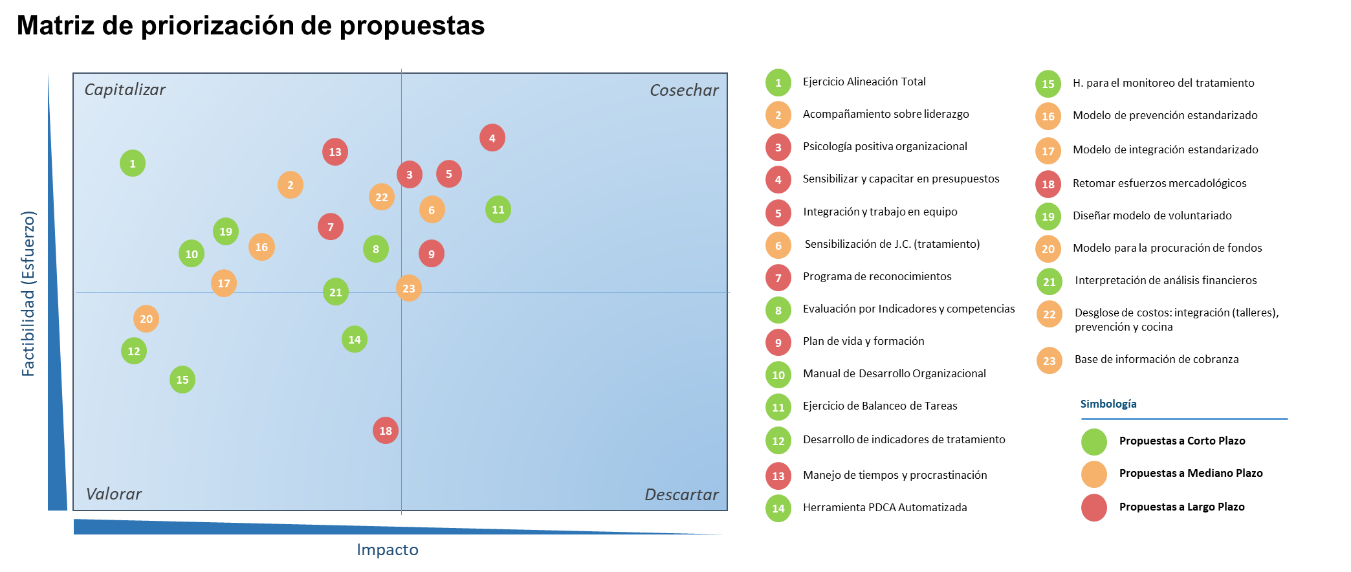 Matriz de priorización de propuestas
Capitalizar
Cosechar
Valorar
Descartar
Factibilidad (Esfuerzo)
Impacto
1
13
4
3
5
2
22
6
11
19
7
10
16
8
9
17
21
23
20
12
14
15
18
1 Ejercicio Alineación Total
2 Acompañamiento sobre liderazgo
3 Psicología positiva organizacional
4 Sensibilizar y capacitar en presupuestos
5 Integración y trabajo en equipo
6 Sensibilización de J.C. (tratamiento)
7 Programa de reconocimientos
8 Evaluación por Indicadores y competencias
9 Plan de vida y formación
10 Manual de Desarrollo Organizacional
11 Ejercicio de Balanceo de Tareas
12 Desarrollo de indicadores de tratamiento
13 Manejo de tiempos y procrastinación
14 Herramienta PDCA Automatizada
15 H. para el monitoreo del tratamiento
16 Modelo de prevención estandarizado
17 Modelo de integración estandarizado
18 Retomar esfuerzos mercadológicos
19 Diseñar modelo de voluntariado
20 Modelo para la procuración de fondos
21 Interpretación de análisis financieros
22 Desglose de costos: integración (talleres),
prevención y cocina
23 Base de información de cobranza
Simbología
Propuestas a Corto Plazo
Propuestas a Mediano Plazo
Propuestas a Largo Plazo